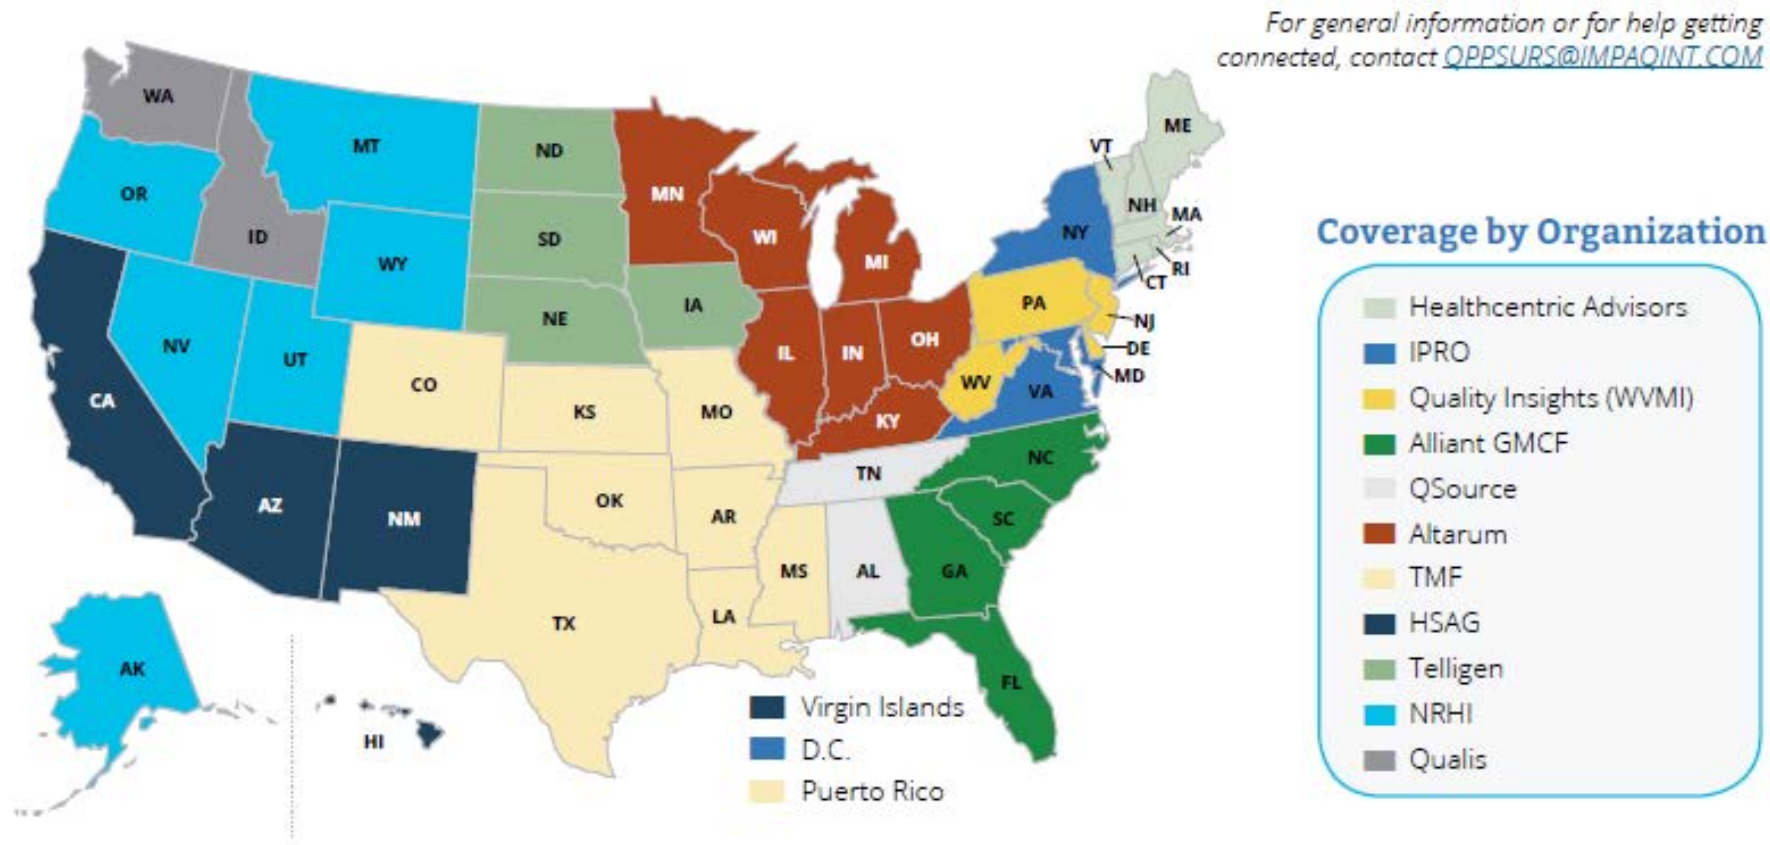 For general information or for help getting
connected, contact QPPSURS@IMPAQINT.COM
WA
MT
ND
MN
ME
VT
OR
ID
WY
SD
WI
MI
NY
NH
MA
RI
CT
CA
NV
UT
NE
IA
IL
IN
OH
PA
NJ
DE
MD
WV
VA
CO
KS
MO
KY
AZ
NM
OK
AR
TN
NC
SC
TX
LA
MS
AL
GA
FL
AK
HI
Virgin Islands
D.C.
Puerto Rico
Coverage by Organization
Healthcentric Advisors
IPRO
Quality Insights (WVMI)
Alliant GMCF
QSource
Altarum
TMF
HSAG
Telligen
NRHI
Qualis